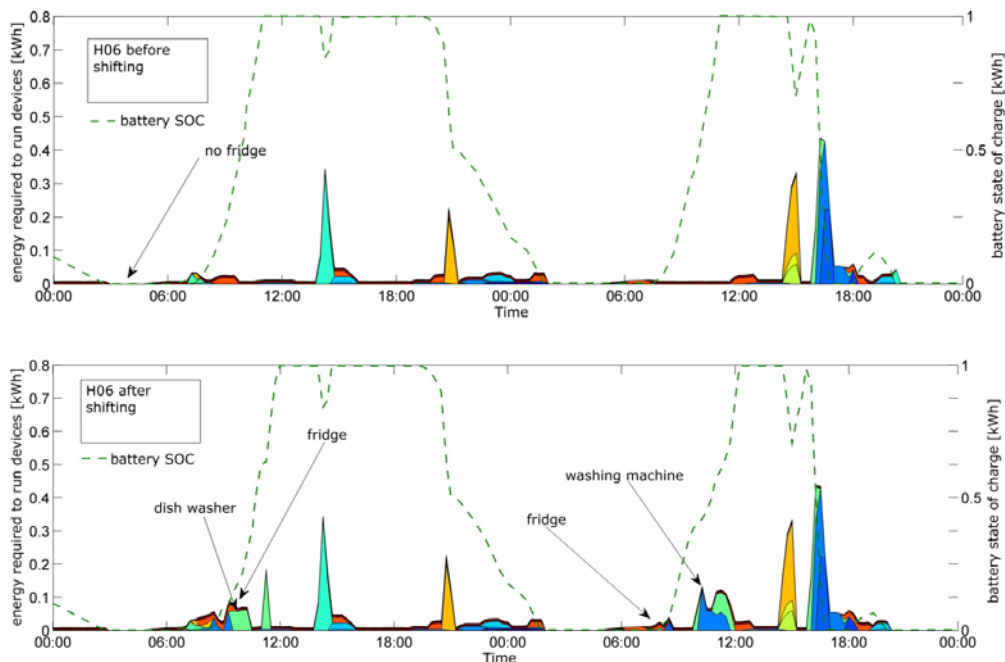 energy required to run devices [kWh]
0.8
0.7
0.6
0.5
0.4
0.3
0.2
0.1
0
H06 before
shifting
battery SOC
no fridge
1
0.5
0
battery state of charge [kWh]
00:00 06:00 12:00 18:00 00:00 06:00 12:00 18:00 00:00
Time
energy required to run devices [kWh]
0.8
0.7
0.6
0.5
0.4
0.3
0.2
0.1
0
H06 after
shifting
battery SOC
fridge
dish washer
washing machine
fridge
1
0.5
0
battery state of charge [kWh]
00:00 06:00 12:00 18:00 00:00 06:00 12:00 18:00 00:00
Time